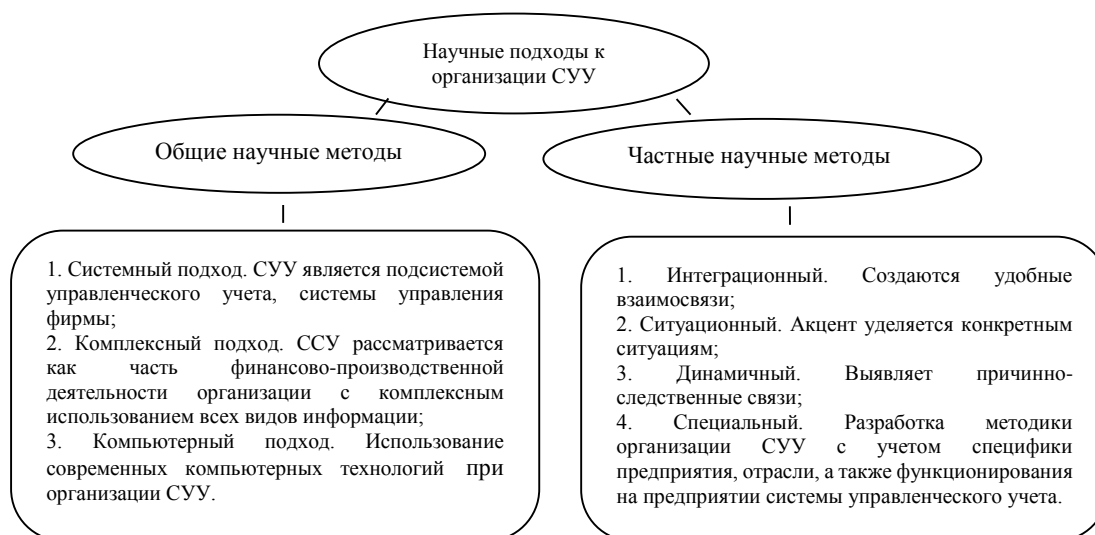 Научные подходы к
организации СУУ
Общие научные методы
Частные научные методы
1. Системный подход. СУУ является подсистемой
управленческого учета, системы управления
фирмы;
2. Комплексный подход. ССУ рассматривается
как часть финансово-производственной
деятельности организации с комплексным
использованием всех видов информации;
3. Компьютерный подход. Использование
современных компьютерных технологий при
организации СУУ.
1. Интеграционный. Создаются удобные
взаимосвязи;
2. Ситуационный. Акцент уделяется конкретным
ситуациям;
3. Динамичный. Выявляет причинно-
следственные связи;
4. Специальный. Разработка методики
организации СУУ с учетом специфики
предприятия, отрасли, а также функционирования
на предприятии системы управленческого учета.